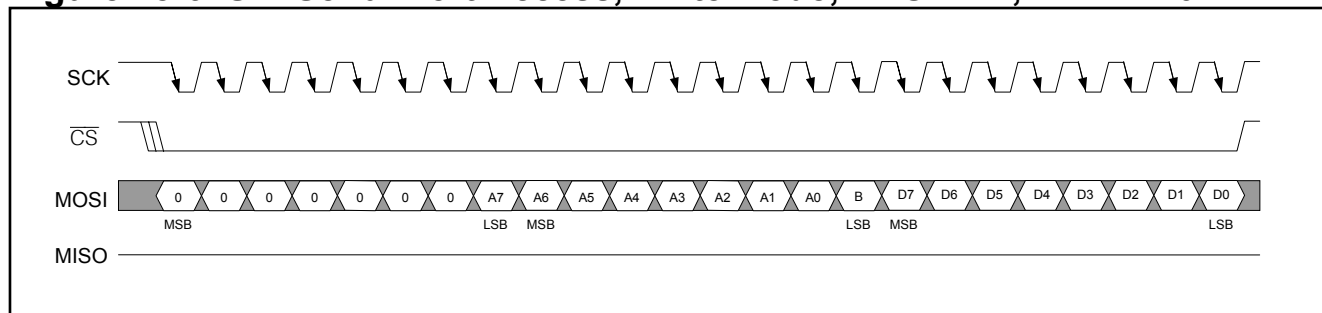 SCK
CS
MOSI 0 0 0 0 0 0 0 A7 A6 A5 A4 A3 A2 A1 A0 B D7 D6 D5 D4 D3 D2 D1 D0
MSB LSB MSB LSB MSB LSB
MISO